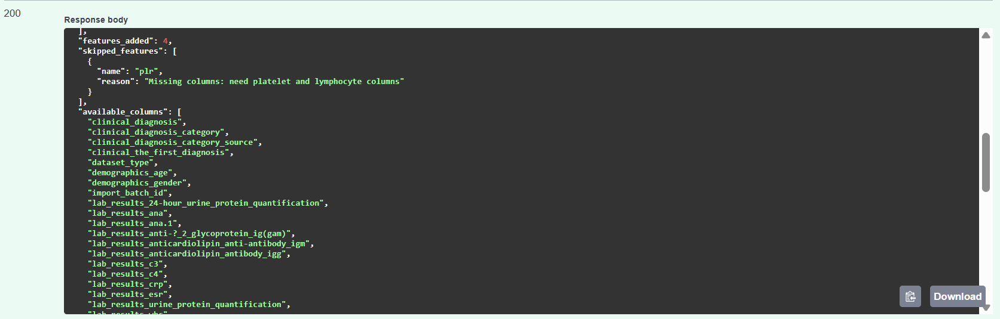 200
Response body
],
"features_added": 4,
"skipped_features": [
{
"name": "plr",
"reason": "Missing columns: need platelet and lymphocyte columns"
}
],
"available_columns": [
"clinical_diagnosis",
"clinical_diagnosis_category",
"clinical_diagnosis_category_source",
"clinical_the_first_diagnosis",
"dataset_type",
"demographics_age",
"demographics_gender",
"import_batch_id",
"lab_results_24-hour_urine_protein_quantification",
"lab_results_ana",
"lab_results_ana.1",
"lab_results_anti-?_2_glycoprotein_ig(gam)",
"lab_results_anticardiolipin_anti-antibody_igm",
"lab_results_anticardiolipin_antibody_igg",
"lab_results_c3",
"lab_results_c4",
"lab_results_crp",
"lab_results_esr",
"lab_results_urine_protein_quantification",
Download